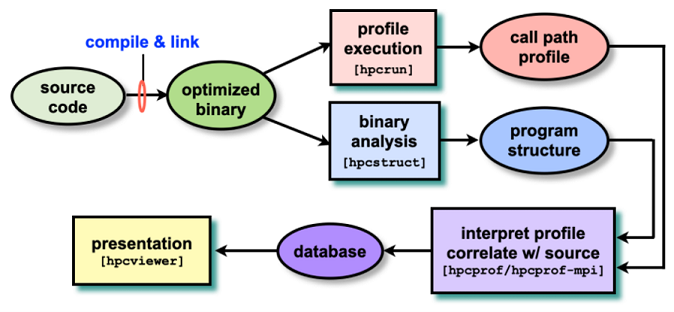 compile & link
source
code
optimized
binary
profile
execution
[hpcrun]
call path
profile
binary
analysis
[hpcstruct]
program
structure
interpret profile
correlate w/ source
[hpcprof/hpcprof-mpi]
database
presentation
[hpcviewer]